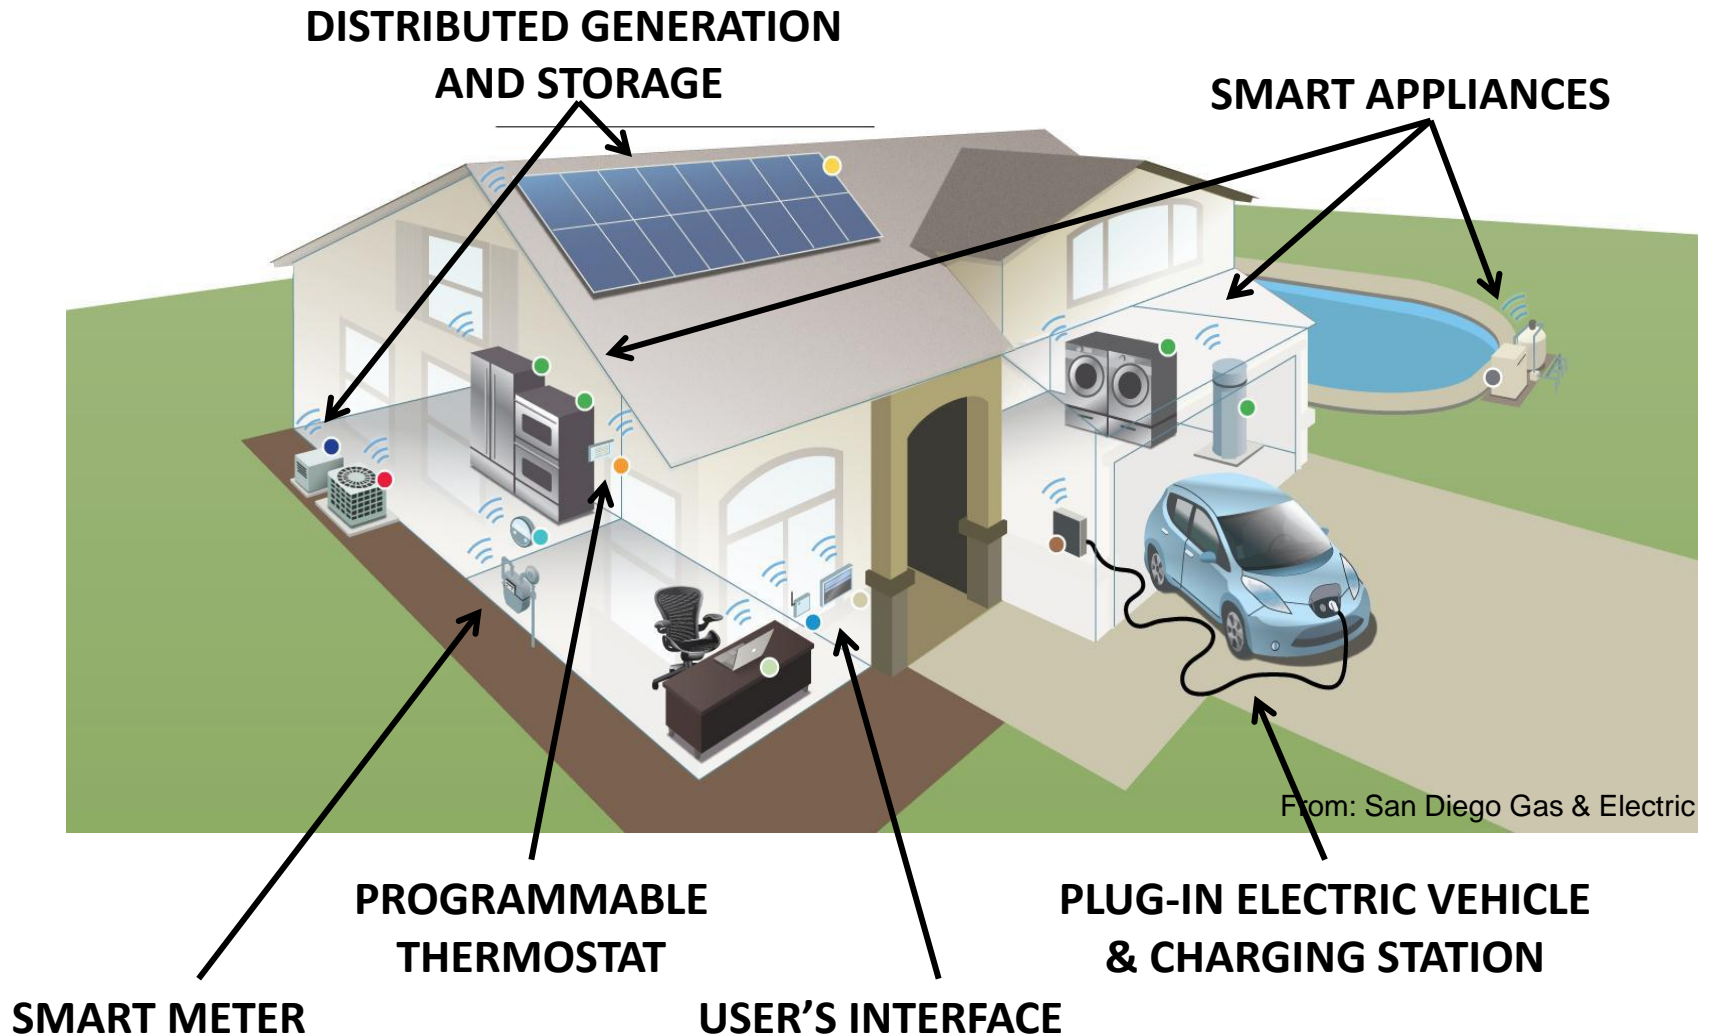 DISTRIBUTED GENERATION
AND STORAGE
SMART APPLIANCES
From: San Diego Gas & Electric
PROGRAMMABLE
THERMOSTAT
PLUG-IN ELECTRIC VEHICLE
& CHARGING STATION
SMART METER
USER’S INTERFACE